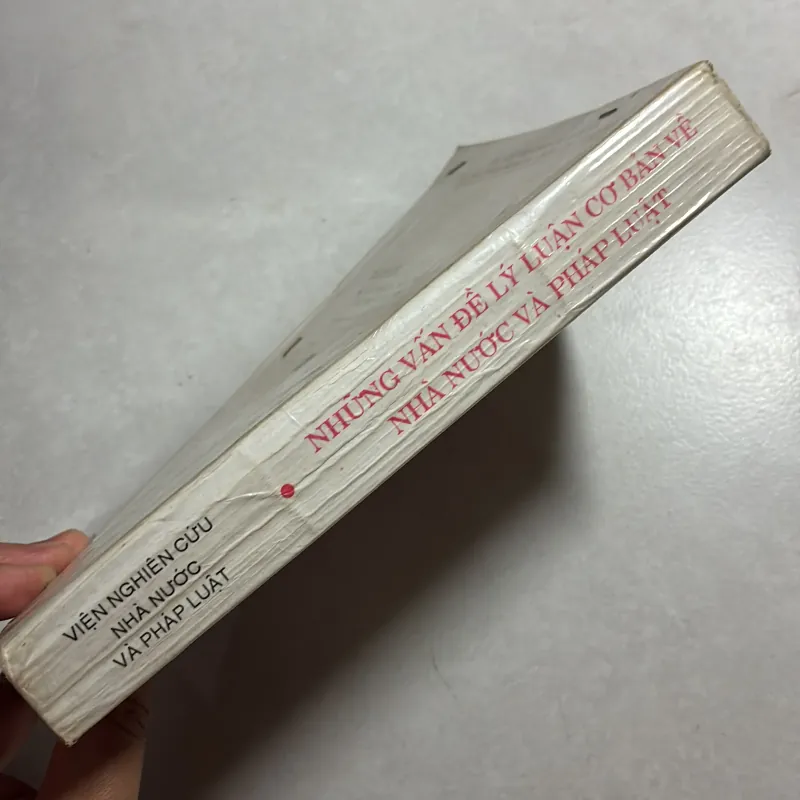 VIỆN NGHIÊN CỨU
NHÀ NƯỚC
VÀ PHÁP LUẬT
NHỮNG VẤN ĐỀ LÝ LUẬN CƠ BẢN VỀ
NHÀ NƯỚC VÀ PHÁP LUẬT